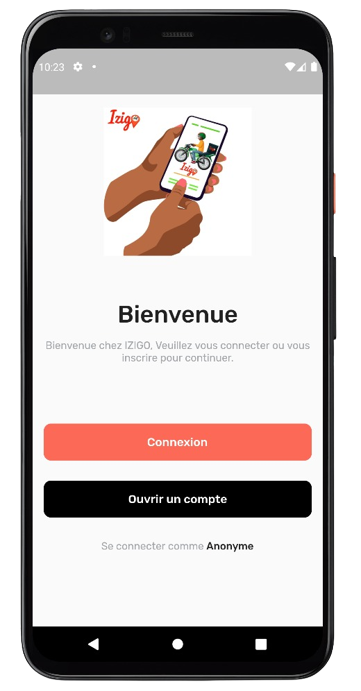 10:23
Izigo
Izigo
Bienvenue
Bienvenue chez IZIGO, Veuillez vous connecter ou vous
inscrire pour continuer.
Connexion
Ouvrir un compte
Se connecter comme Anonyme